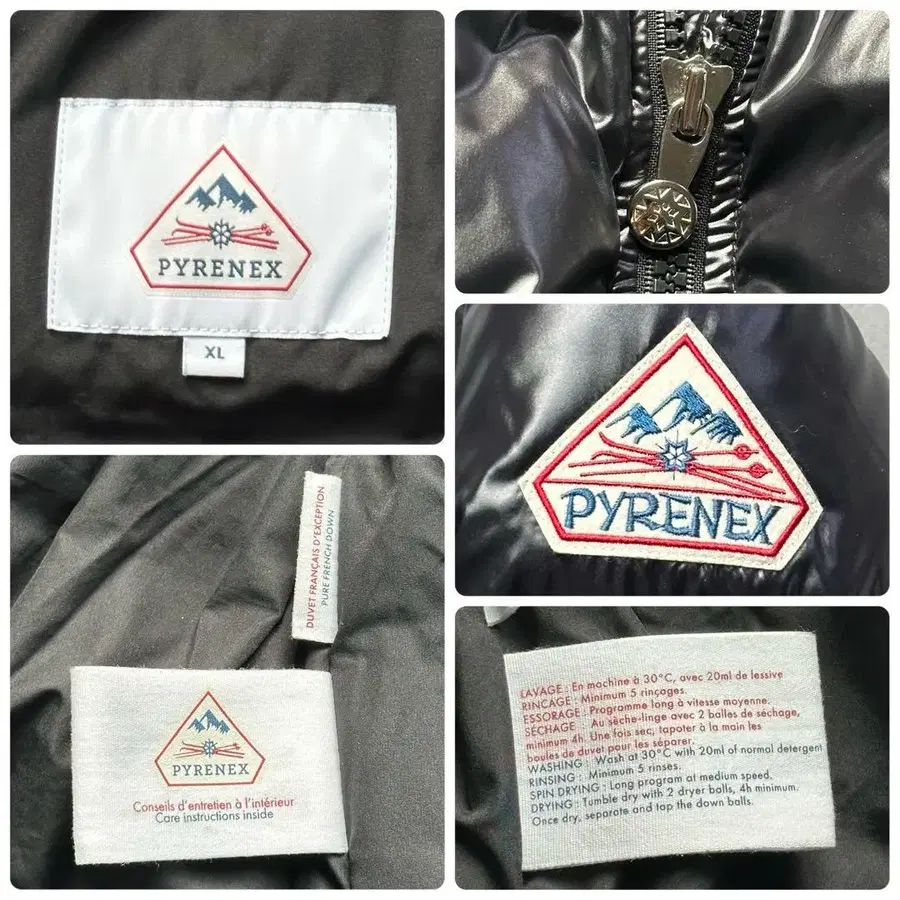 PYRENEX
XL
PYRENEX
DUVET FRANÇAIS D'EXCEPTION
PURE FRENCH DOWN
PYRENEX
Conseils d'entretien à l'intérieur
Care instructions inside
LAVAGE : En machine à 30°C, avec 20ml de lessive
RINCAGE : Minimum 5 rinçages.
ESSORAGE : Programme long à vitesse moyenne.
SÉCHAGE : Au sèche-linge avec 2 balles de séchage,
minimum 4h. Une fois sec, tapoter à la main les
boules de duvet pour les séparer.
WASHING : Wash at 30°C with 20ml of normal detergent
RINSING : Minimum 5 rinses.
SPIN DRYING : Long program at medium speed.
DRYING : Tumble dry with 2 dryer balls, 4h minimum.
Once dry, separate and tap the down balls.